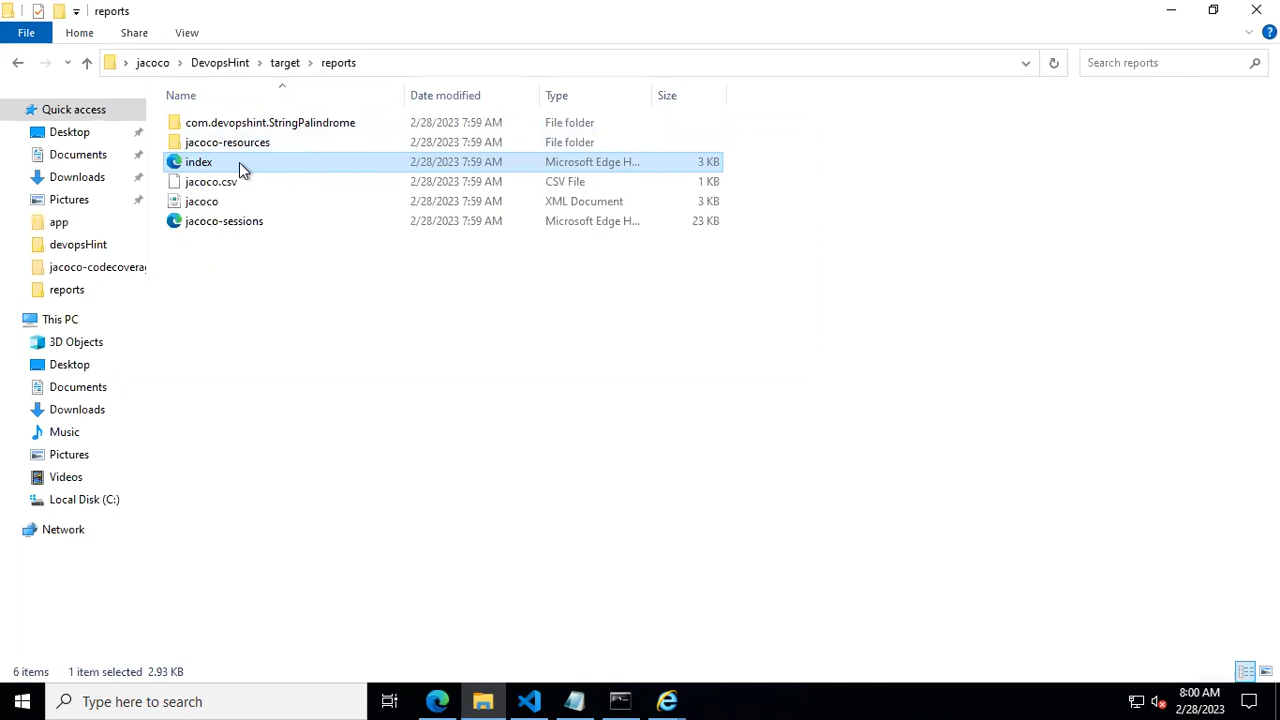 reports
File Home Share View
jacoco DevopsHint target reports Search reports
Name Date modified Type Size
Quick access
Desktop
Documents
Downloads
Pictures
app
devopsHint
jacoco-codecoverag
reports
This PC
3D Objects
Desktop
Documents
Downloads
Music
Pictures
Videos
Local Disk (C:)
Network
com.devopshint.StringPalindrome 2/28/2023 7:59 AM File folder
jacoco-resources 2/28/2023 7:59 AM File folder
index 2/28/2023 7:59 AM Microsoft Edge H... 3 KB
jacoco.csv 2/28/2023 7:59 AM CSV File 1 KB
jacoco 2/28/2023 7:59 AM XML Document 3 KB
jacoco-sessions 2/28/2023 7:59 AM Microsoft Edge H... 23 KB
6 items 1 item selected 2.93 KB
Type here to search
8:00 AM
2/28/2023